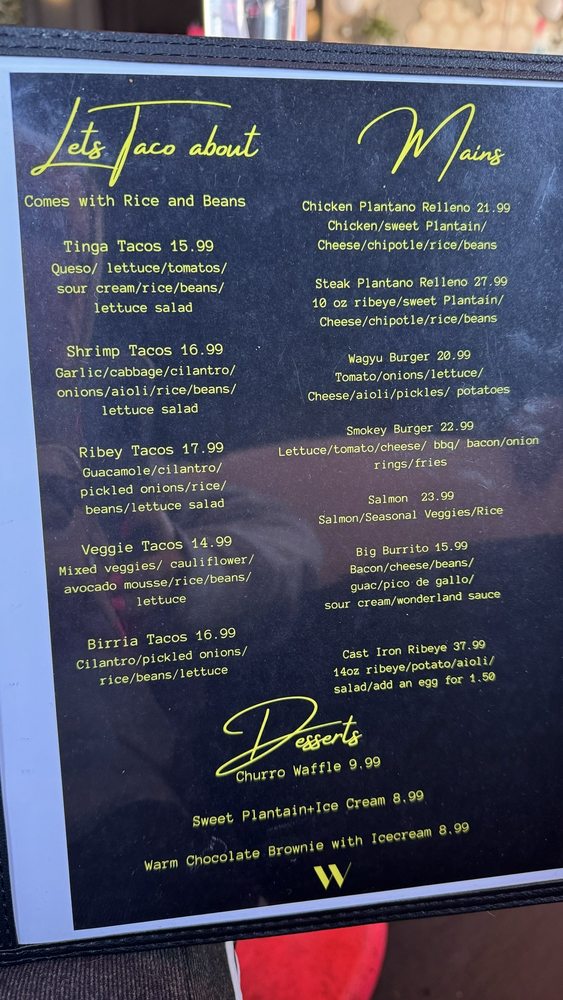 Lets Taco about
Comes with Rice and Beans
Tinga Tacos 15.99
Queso/ lettuce/tomatos/
sour cream/rice/beans/
lettuce salad
Shrimp Tacos 16.99
Garlic/cabbage/cilantro/
onions/aioli/rice/beans/
lettuce salad
Ribey Tacos 17.99
Guacamole/cilantro/
pickled onions/rice/
beans/lettuce salad
Veggie Tacos 14.99
Mixed veggies/ cauliflower/
avocado mousse/rice/beans/
lettuce
Birria Tacos 16.99
Cilantro/pickled onions/
rice/beans/lettuce
Mains
Chicken Plantano Relleno 21.99
Chicken/sweet Plantain/
Cheese/chipotle/rice/beans
Steak Plantano Relleno 27.99
10 oz ribeye/sweet Plantain/
Cheese/chipotle/rice/beans
Wagyu Burger 20.99
Tomato/onions/lettuce/
Cheese/aioli/pickles/ potatoes
Smokey Burger 22.99
Lettuce/tomato/cheese/ bbq/ bacon/onion
rings/fries
Salmon 23.99
Salmon/Seasonal Veggies/Rice
Big Burrito 15.99
Bacon/cheese/beans/
guac/pico de gallo/
sour cream/wonderland sauce
Cast Iron Ribeye 37.99
14oz ribeye/potato/aioli/
salad/add an egg for 1.50
Desserts
Churro Waffle 9.99
Sweet Plantain+Ice Cream 8.99
Warm Chocolate Brownie with Icecream 8.99
W